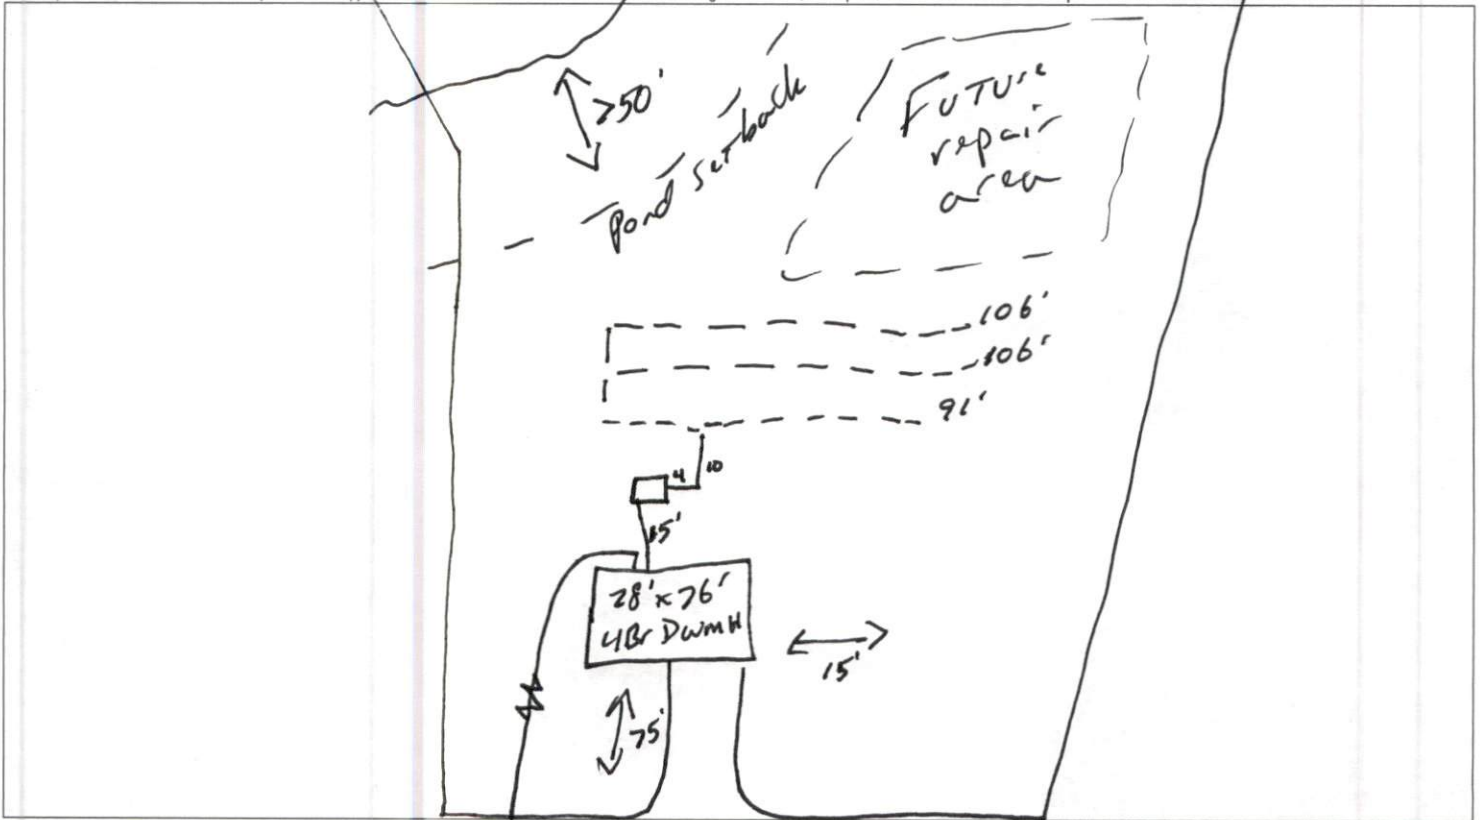 >50'
Pond setback
FUTUre
repair
area
106'
106'
91'
4
10
15'
28' x 76'
4Br DWMH
15'
75'